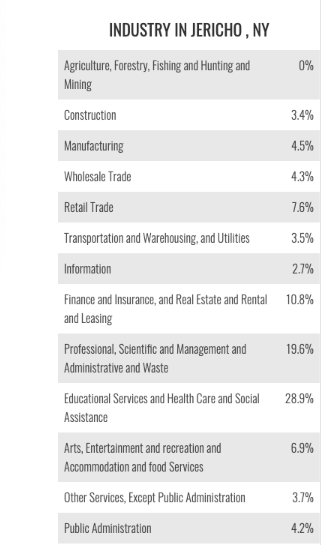 INDUSTRY IN JERICHO , NY
Agriculture, Forestry, Fishing and Hunting and 0%
Mining
Construction 3.4%
Manufacturing 4.5%
Wholesale Trade 4.3%
Retail Trade 7.6%
Transportation and Warehousing, and Utilities 3.5%
Information 2.7%
Finance and Insurance, and Real Estate and Rental 10.8%
and Leasing
Professional, Scientific and Management and 19.6%
Administrative and Waste
Educational Services and Health Care and Social 28.9%
Assistance
Arts, Entertainment and recreation and 6.9%
Accommodation and food Services
Other Services, Except Public Administration 3.7%
Public Administration 4.2%